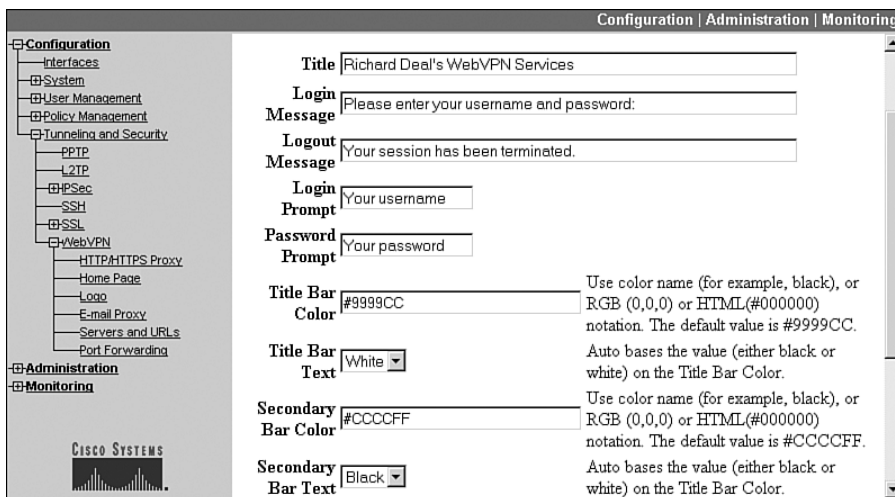 Configuration | Administration | Monitoring
Configuration
Interfaces
System
User Management
Policy Management
Tunneling and Security
PPTP
L2TP
IPSec
SSH
SSL
WebVPN
HTTP/HTTPS Proxy
Home Page
Logo
E-mail Proxy
Servers and URLs
Port Forwarding
Administration
Monitoring
CISCO SYSTEMS
Title
Richard Deal's WebVPN Services
Login
Message
Please enter your username and password:
Logout
Message
Your session has been terminated.
Login
Prompt
Your username
Password
Prompt
Your password
Title Bar
Color
#9999CC
Use color name (for example, black), or
RGB (0,0,0) or HTML(#000000)
notation. The default value is #9999CC.
Title Bar
Text
White
Auto bases the value (either black or
white) on the Title Bar Color.
Secondary
Bar Color
#CCCCFF
Use color name (for example, black), or
RGB (0,0,0) or HTML(#000000)
notation. The default value is #CCCCFF.
Secondary
Bar Text
Black
Auto bases the value (either black or
white) on the Title Bar Color.